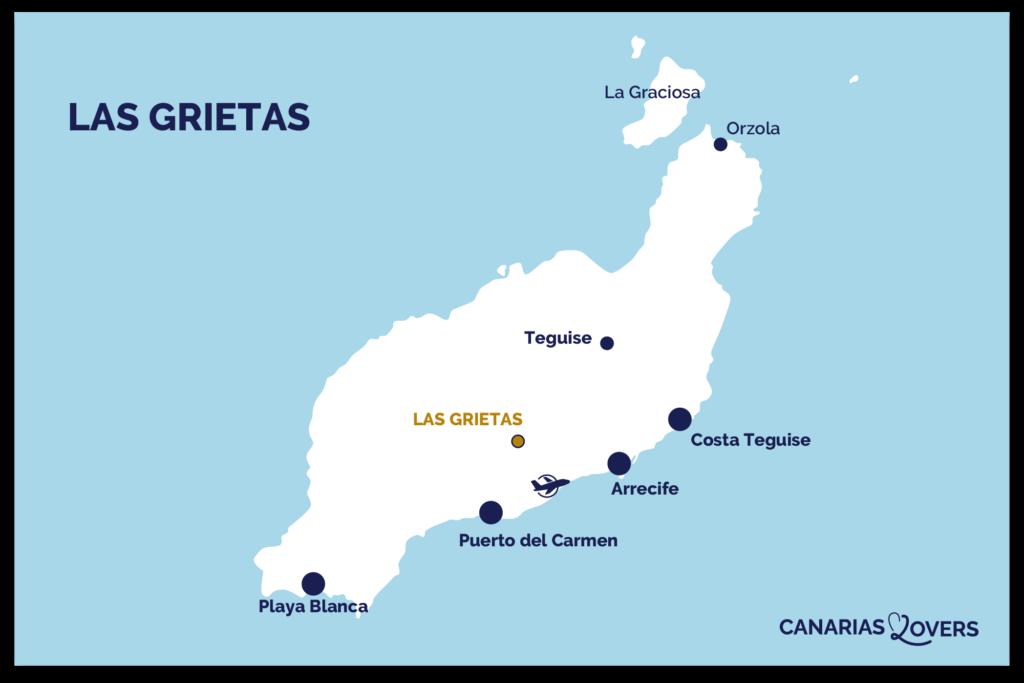 LAS GRIETAS
La Graciosa
Orzola
Teguise
LAS GRIETAS
Costa Teguise
Arrecife
Puerto del Carmen
Playa Blanca
CANARIAS LOVERS